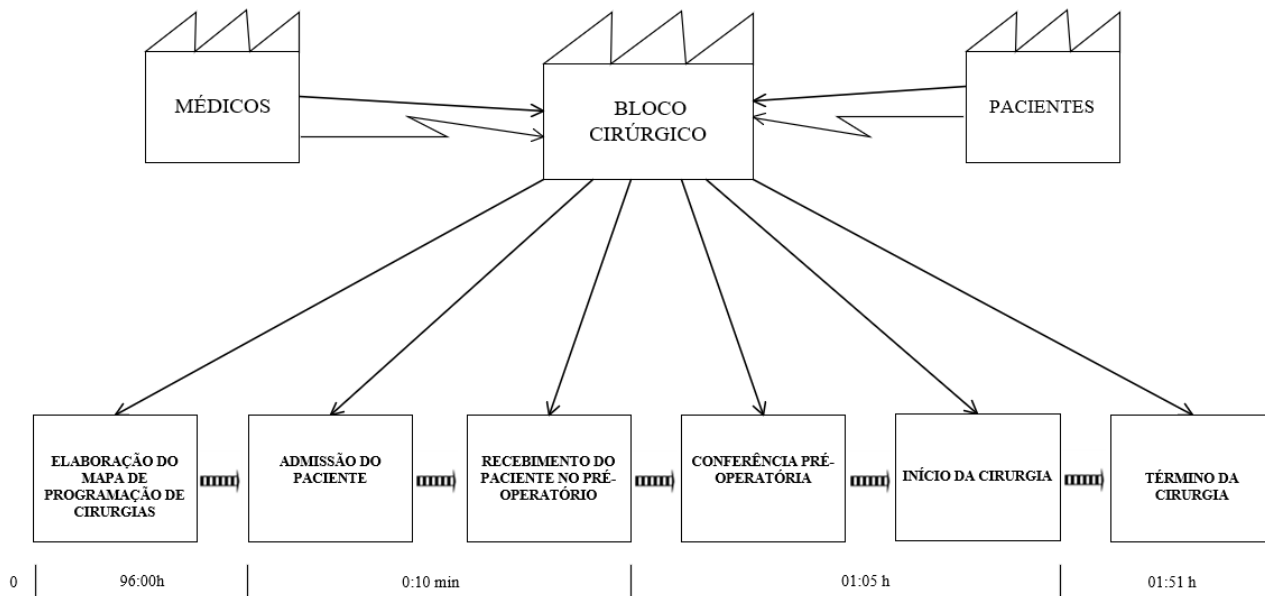 MÉDICOS
BLOCO
CIRÚRGICO
PACIENTES
ELABORAÇÃO DO
MAPA DE
PROGRAMAÇÃO DE
CIRURGIAS
ADMISSÃO DO
PACIENTE
RECEBIMENTO DO
PACIENTE NO PRÉ-
OPERATÓRIO
CONFERÊNCIA PRÉ-
OPERATÓRIA
INÍCIO DA CIRURGIA
TÉRMINO DA
CIRURGIA
0
96:00h
0:10 min
01:05 h
01:51 h